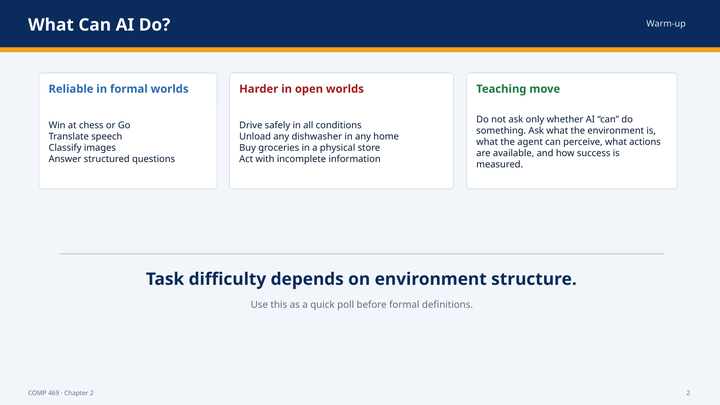 What Can AI Do?
Warm-up
Reliable in formal worlds
Win at chess or Go
Translate speech
Classify images
Answer structured questions
Harder in open worlds
Drive safely in all conditions
Unload any dishwasher in any home
Buy groceries in a physical store
Act with incomplete information
Teaching move
Do not ask only whether AI “can” do
something. Ask what the environment is,
what the agent can perceive, what actions
are available, and how success is
measured.
Task difficulty depends on environment structure.
Use this as a quick poll before formal definitions.
COMP 469 · Chapter 2
2